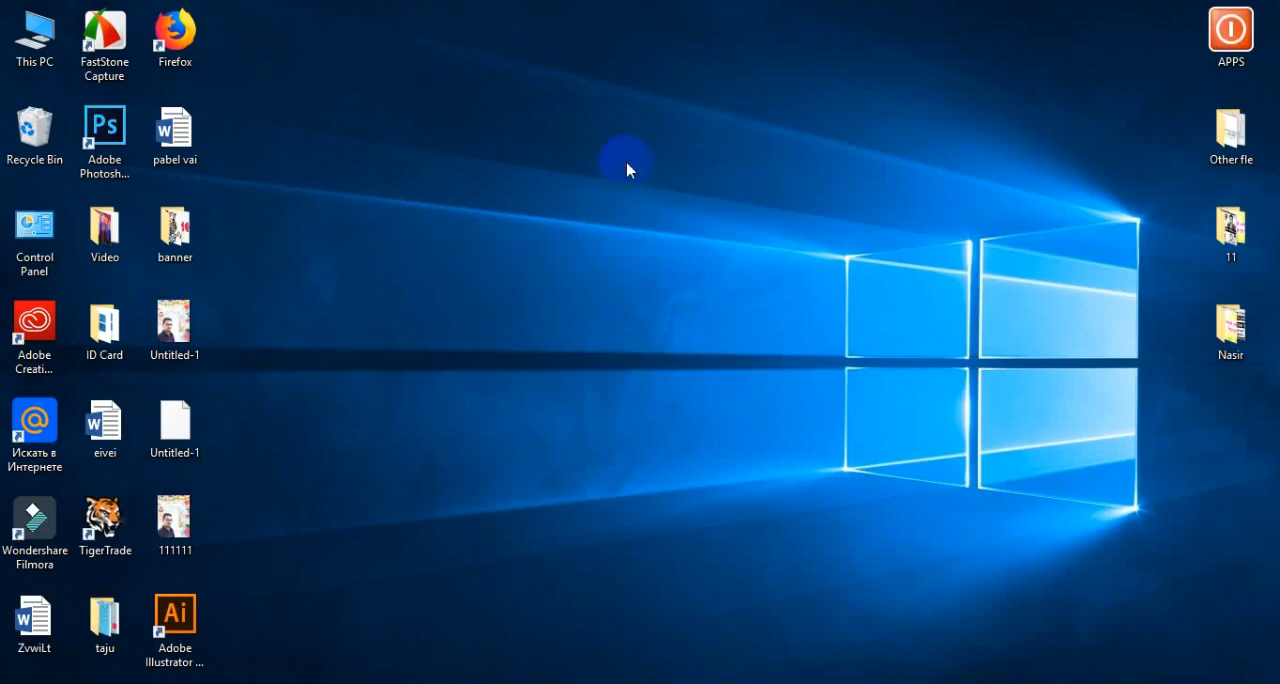 This PC
FastStone
Capture
Firefox
APPS
Recycle Bin
Ps
Adobe
Photosh...
W
pabel vai
Other fle
Control
Panel
Video
banner
11
Adobe
Creati...
ID Card
Untitled-1
Nasir
@
Искать в
Интернете
W
eivei
Untitled-1
Wondershare
Filmora
TigerTrade
111111
W
ZvwiLt
taju
Ai
Adobe
Illustrator ...